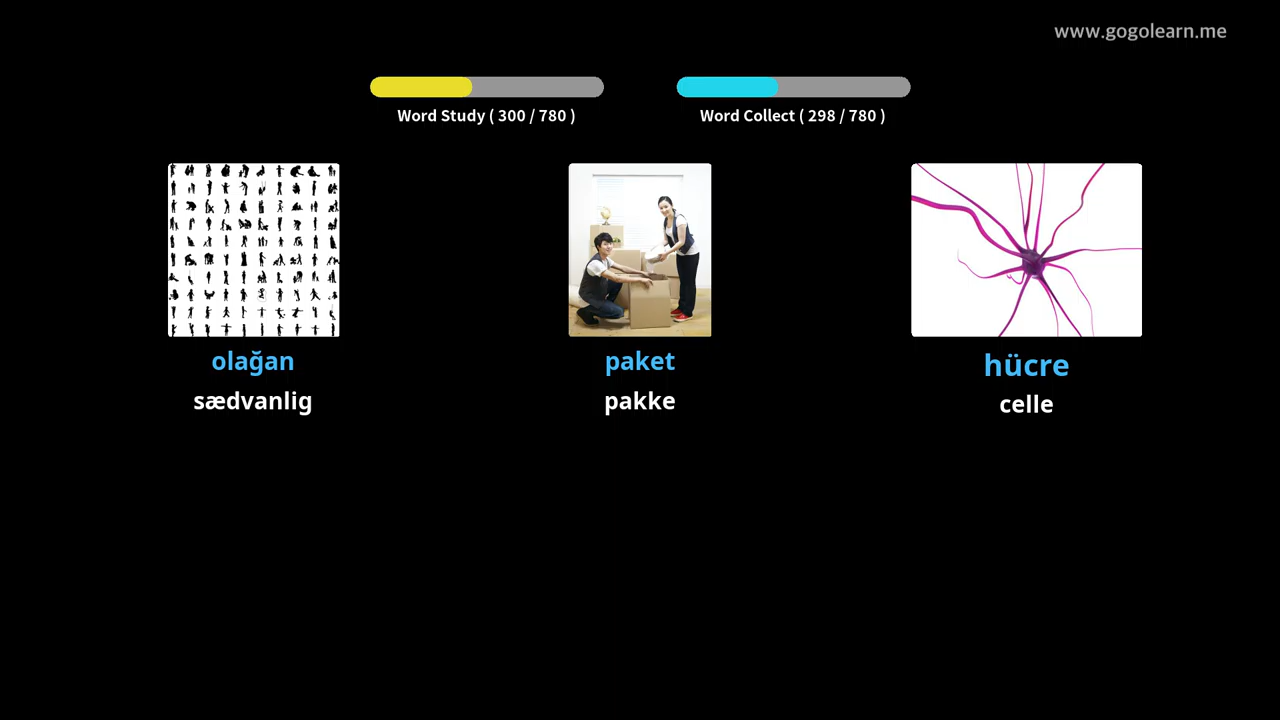 www.gogolearn.me
Word Study ( 300 / 780 )
Word Collect ( 298 / 780 )
olağan
sædvanlig
paket
pakke
hücre
celle